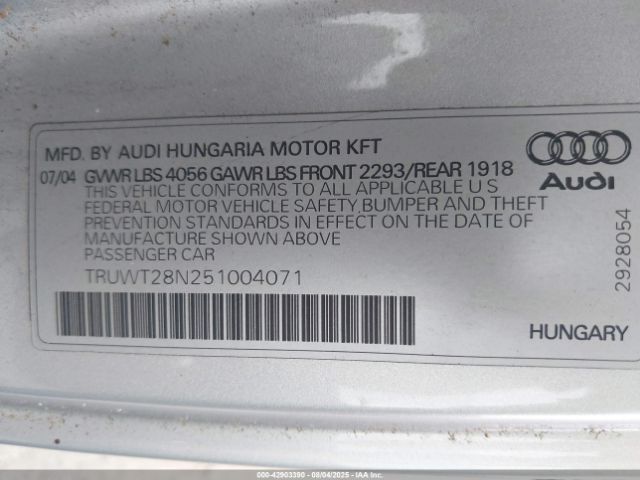 MFD. BY AUDI HUNGARIA MOTOR KFT
07/04 GVWR LBS 4056 GAWR LBS FRONT 2293/REAR 1918
THIS VEHICLE CONFORMS TO ALL APPLICABLE U S
FEDERAL MOTOR VEHICLE SAFETY,BUMPER AND THEFT
PREVENTION STANDARDS IN EFFECT ON THE DATE OF
MANUFACTURE SHOWN ABOVE
PASSENGER CAR
TRUWT28N251004071
Audi
2928054
HUNGARY
000-42903390 - 08/04/2025 - IAAI.com